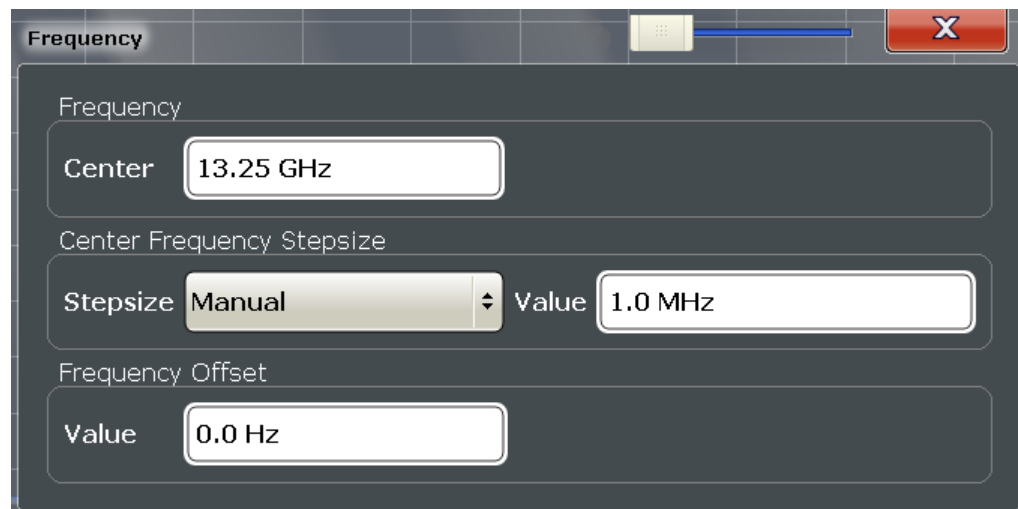 Frequency
X
Frequency
Center 13.25 GHz
Center Frequency Stepsize
Stepsize Manual Value 1.0 MHz
Frequency Offset
Value 0.0 Hz